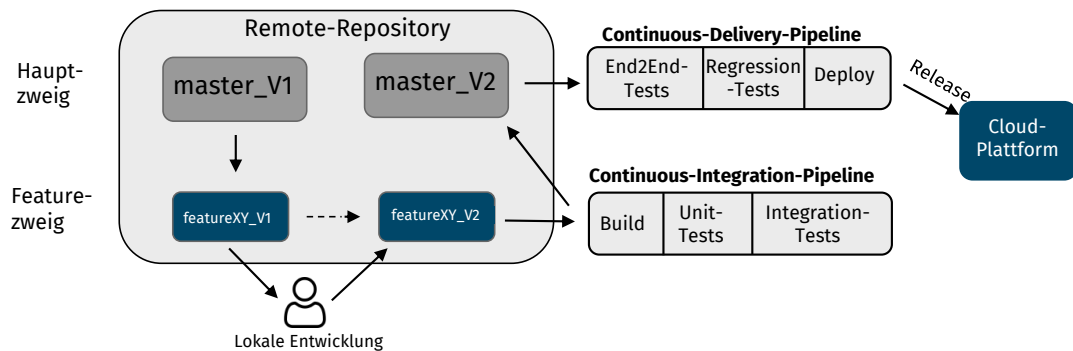 Remote-Repository
Haupt-
zweig
master_V1
master_V2
Continuous-Delivery-Pipeline
End2End-
Tests
Regression
-Tests
Deploy
Release
Cloud-
Plattform
Feature-
zweig
featureXY_V1
featureXY_V2
Continuous-Integration-Pipeline
Build
Unit-
Tests
Integration-
Tests
Lokale Entwicklung